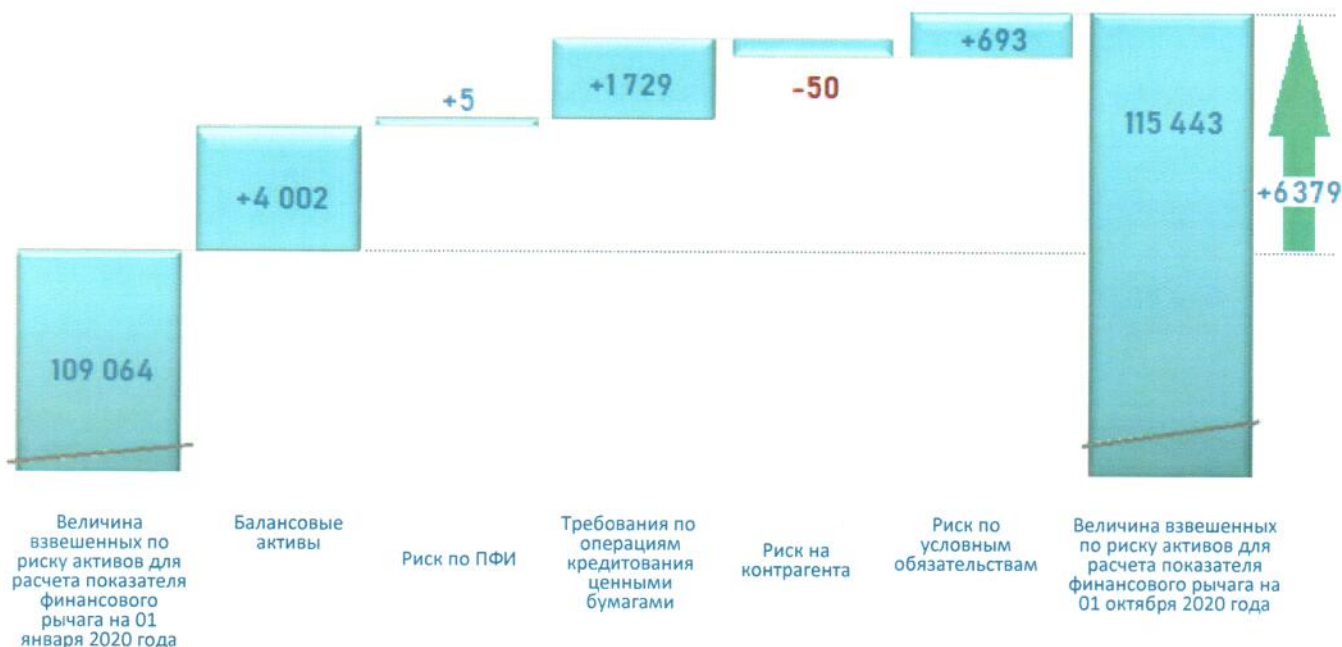 +693
+1 729
-50
+5
115 443
+6 379
+4 002
109 064
Величина
взвешенных по
риску активов для
расчета показателя
финансового
рычага на 01
января 2020 года
Балансовые
активы
Риск по ПФИ
Требования по
операциям
кредитования
ценными
бумагами
Риск на
контрагента
Риск по
условным
обязательствам
Величина взвешенных
по риску активов для
расчета показателя
финансового рычага на
01 октября 2020 года